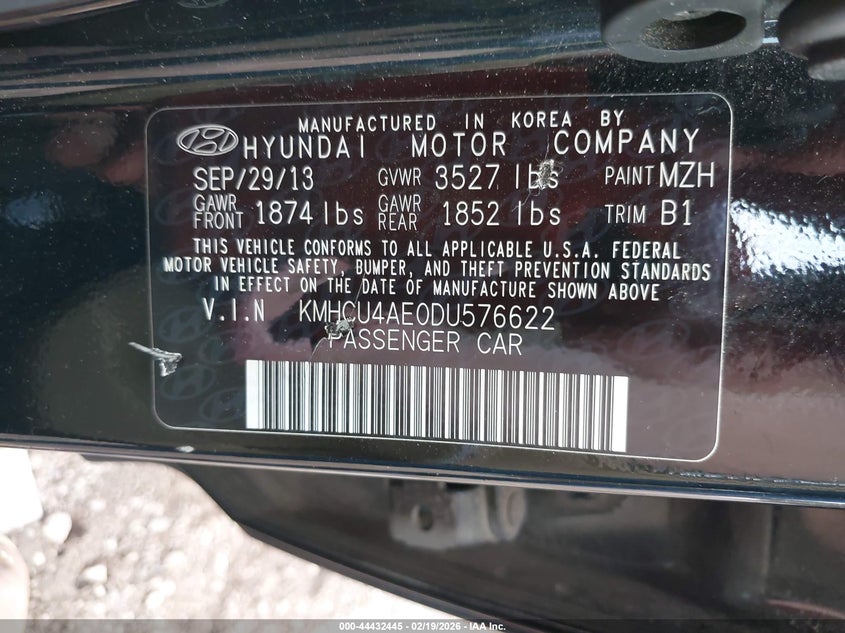 MANUFACTURED IN KOREA BY
HYUNDAI MOTOR COMPANY
SEP/29/13 GVWR 3527 lbs PAINT MZH
GAWR FRONT 1874 lbs GAWR REAR 1852 lbs TRIM B1
THIS VEHICLE CONFORMS TO ALL APPLICABLE U.S.A. FEDERAL
MOTOR VEHICLE SAFETY, BUMPER, AND THEFT PREVENTION STANDARDS
IN EFFECT ON THE DATE OF MANUFACTURE SHOWN ABOVE
V.I.N KMHCU4AE0DU576622
PASSENGER CAR
000-44432445 - 02/19/2026 - IAA Inc.